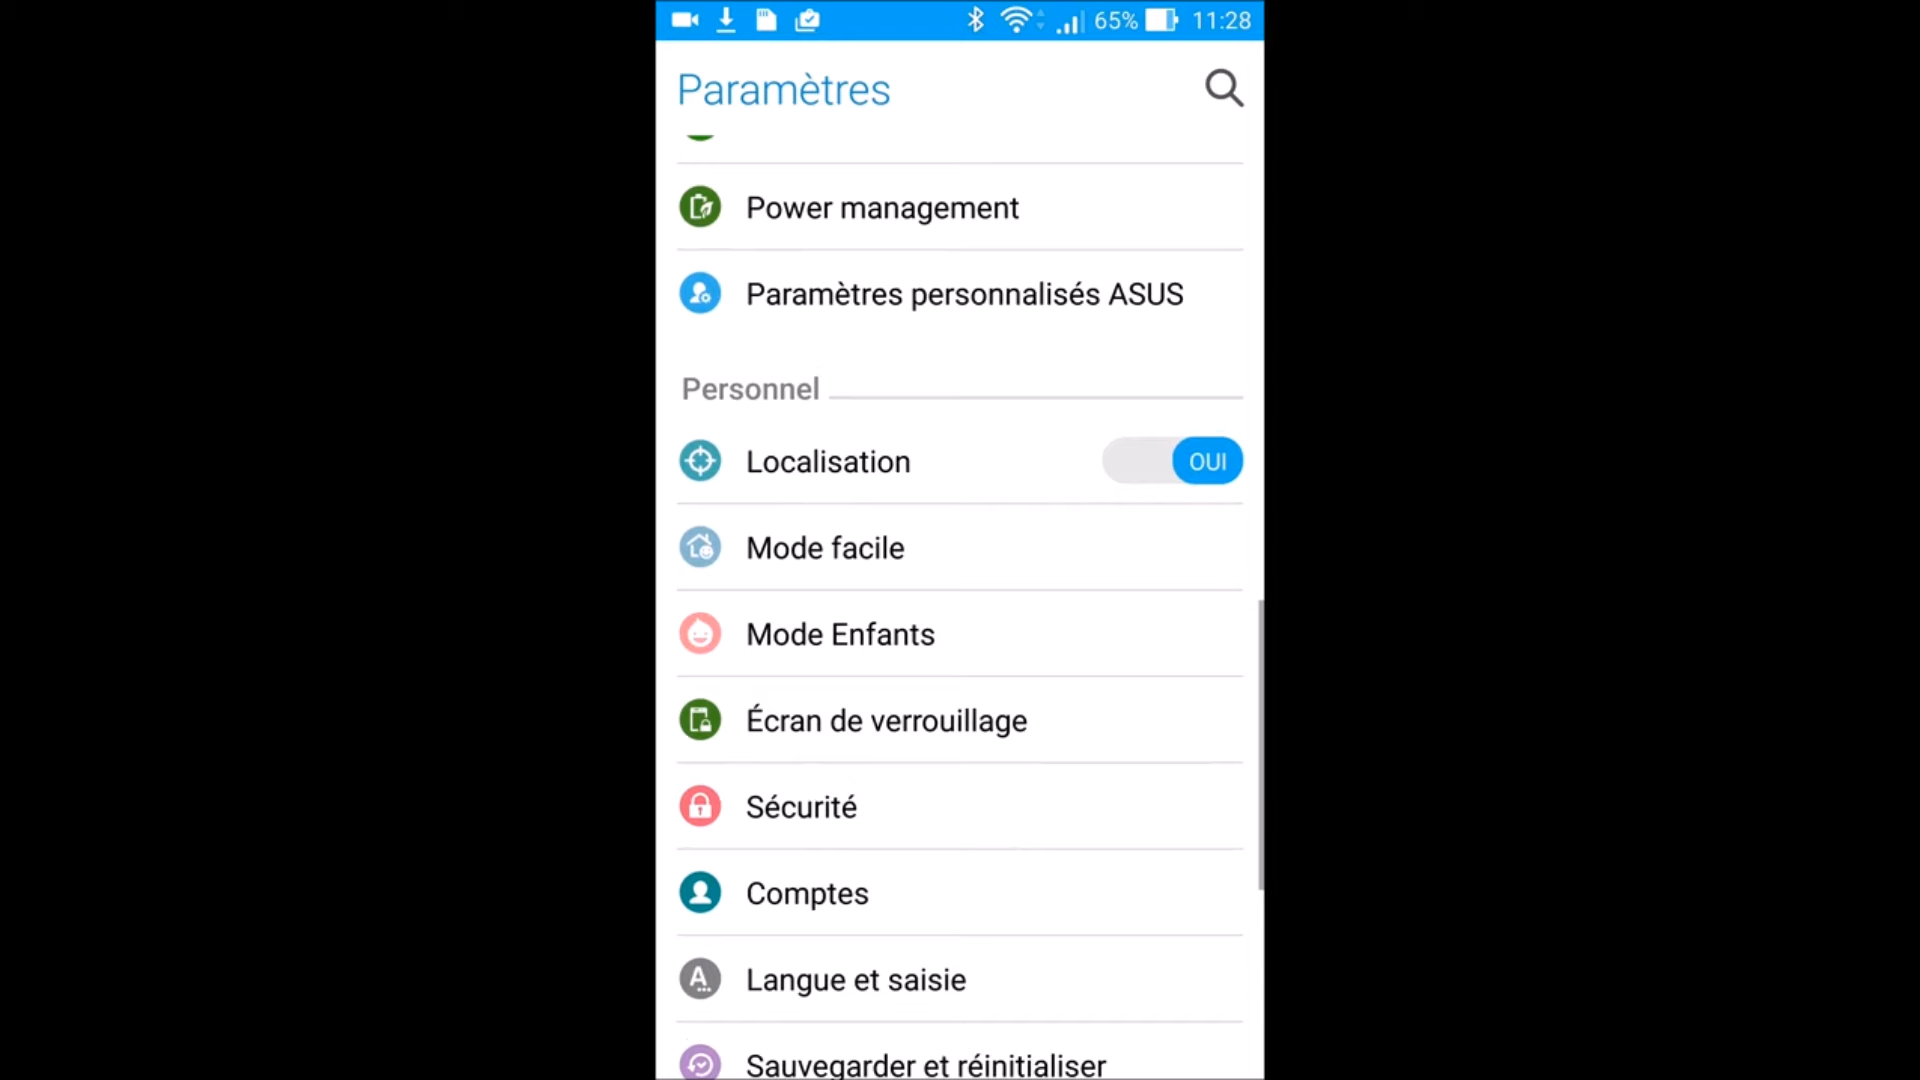 65% 11:28
Paramètres
Power management
Paramètres personnalisés ASUS
Personnel
Localisation OUI
Mode facile
Mode Enfants
Écran de verrouillage
Sécurité
Comptes
Langue et saisie
Sauvegarder et réinitialiser